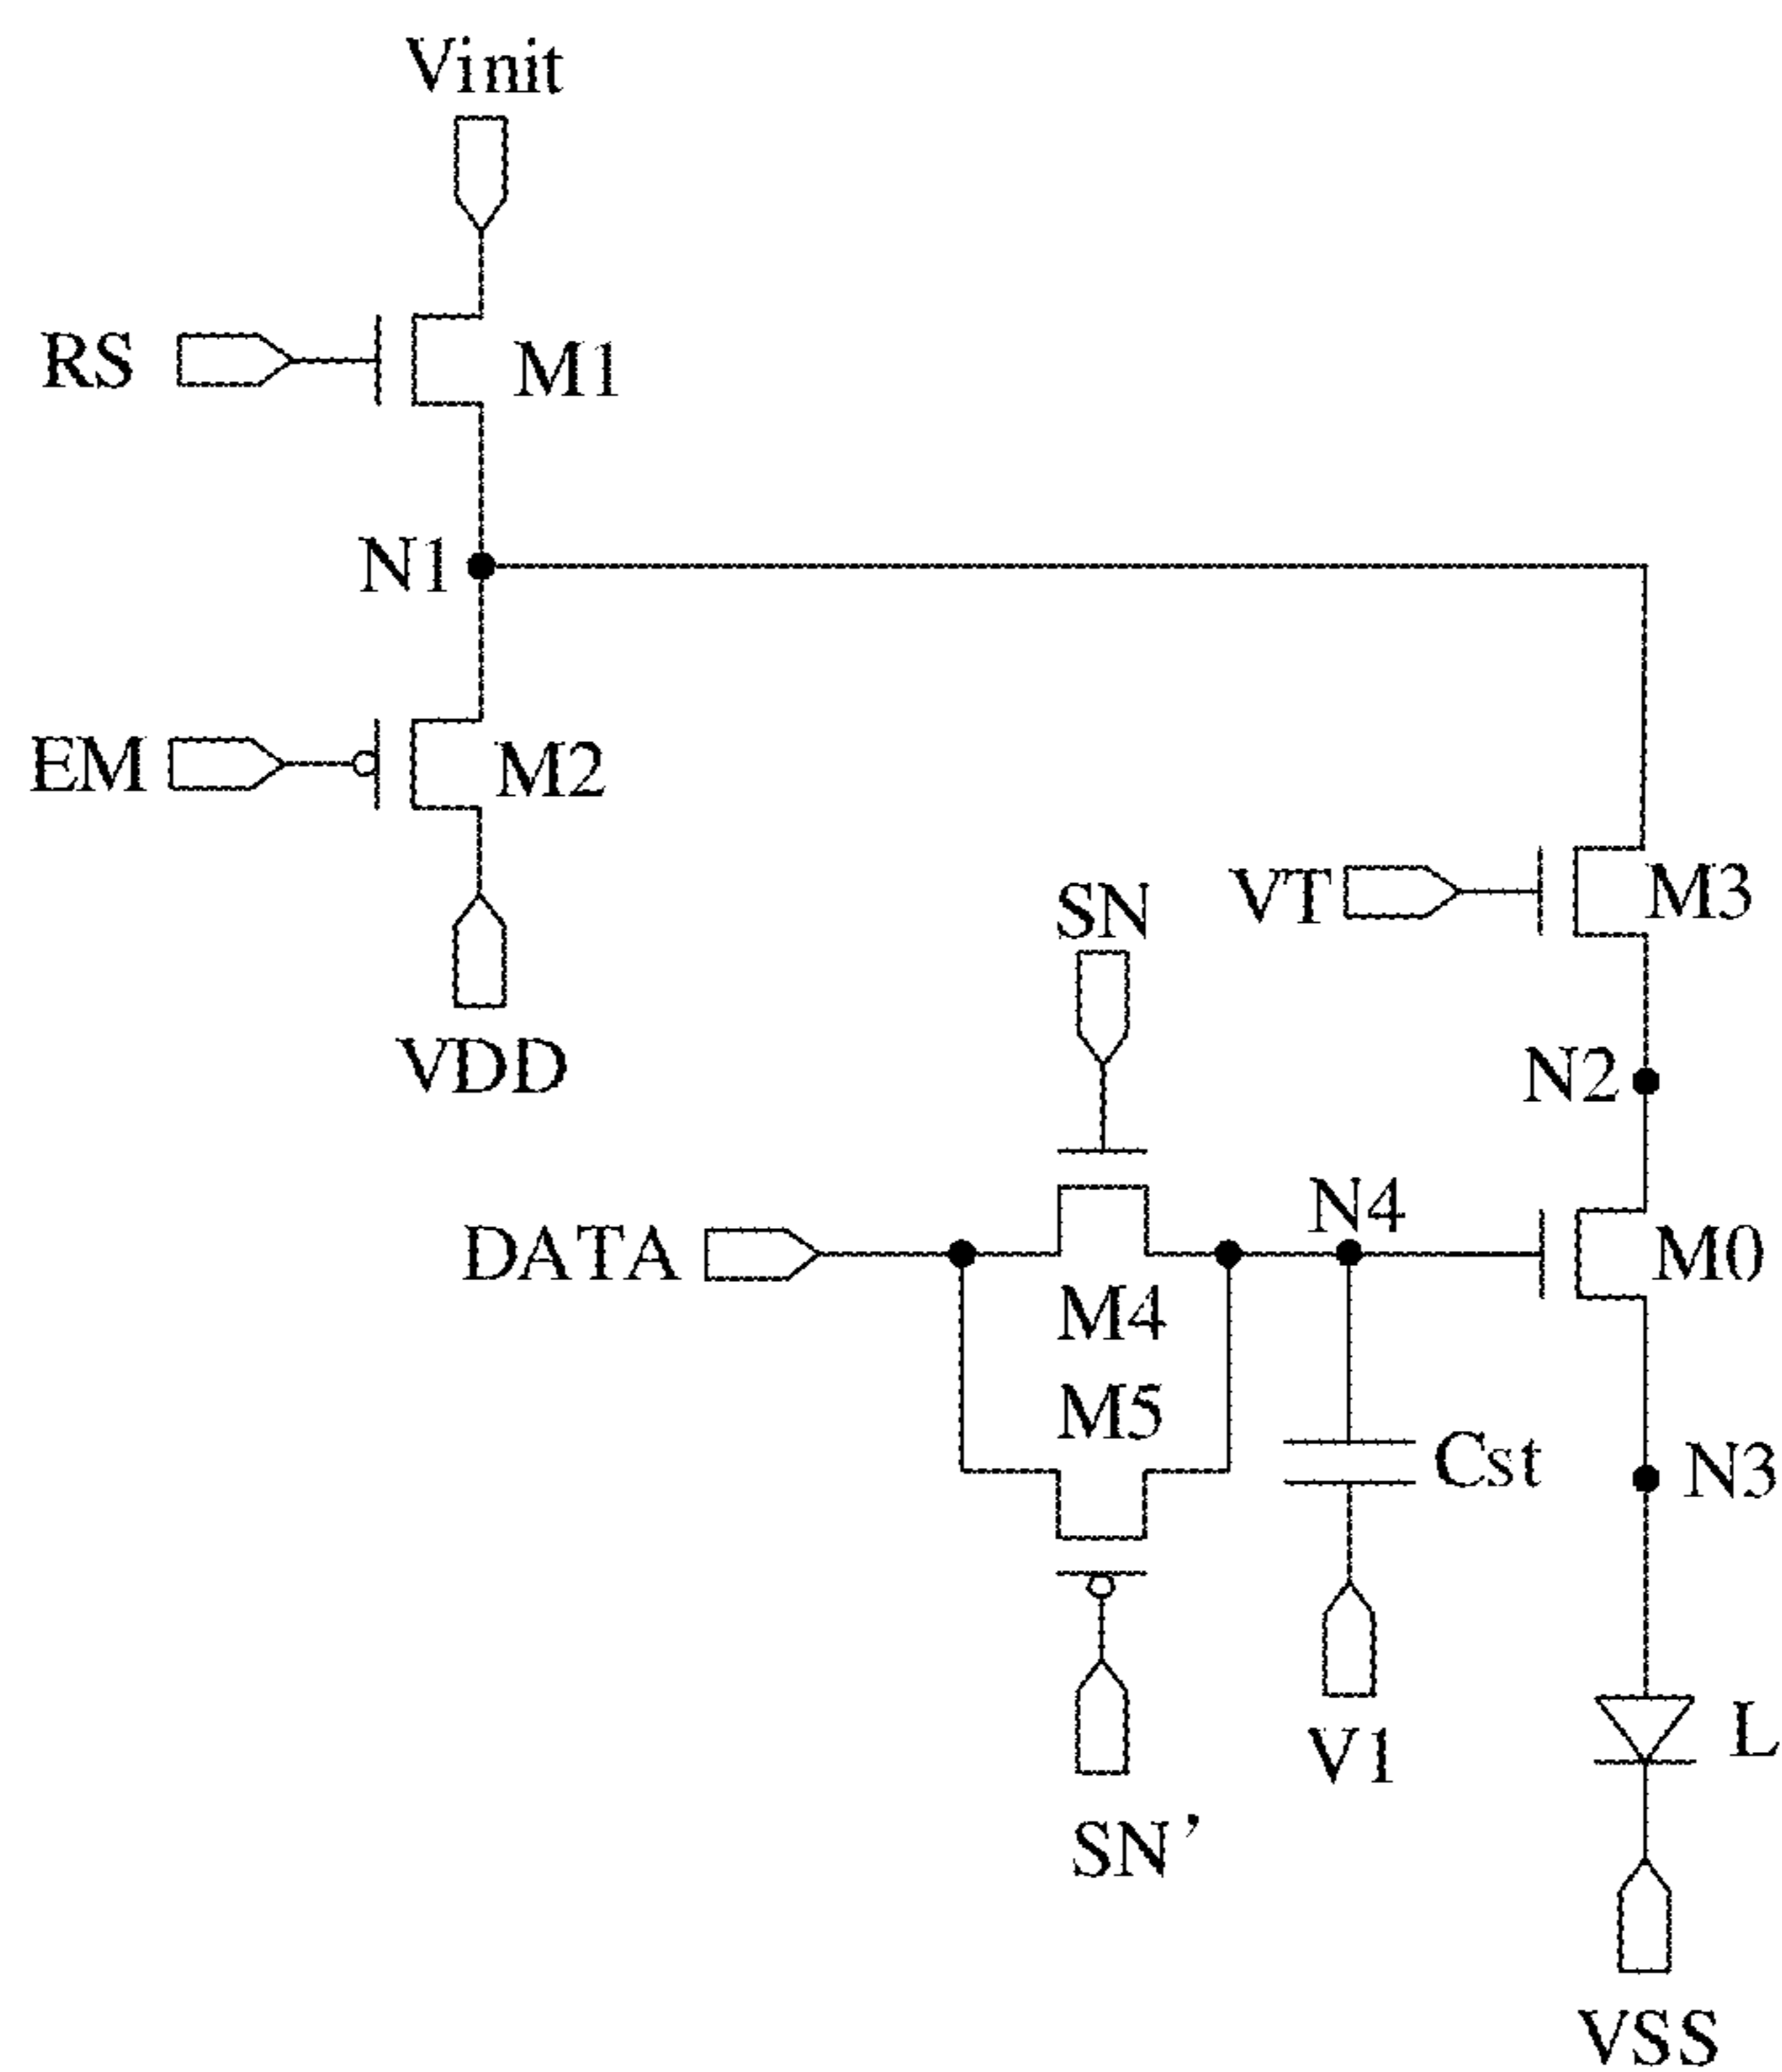 Vinit
RS
M1
N1
EM
M2
VDD
SN
VT
M3
N2
DATA
N4
M0
M4
M5
Cst
N3
V1
L
SN’
VSS